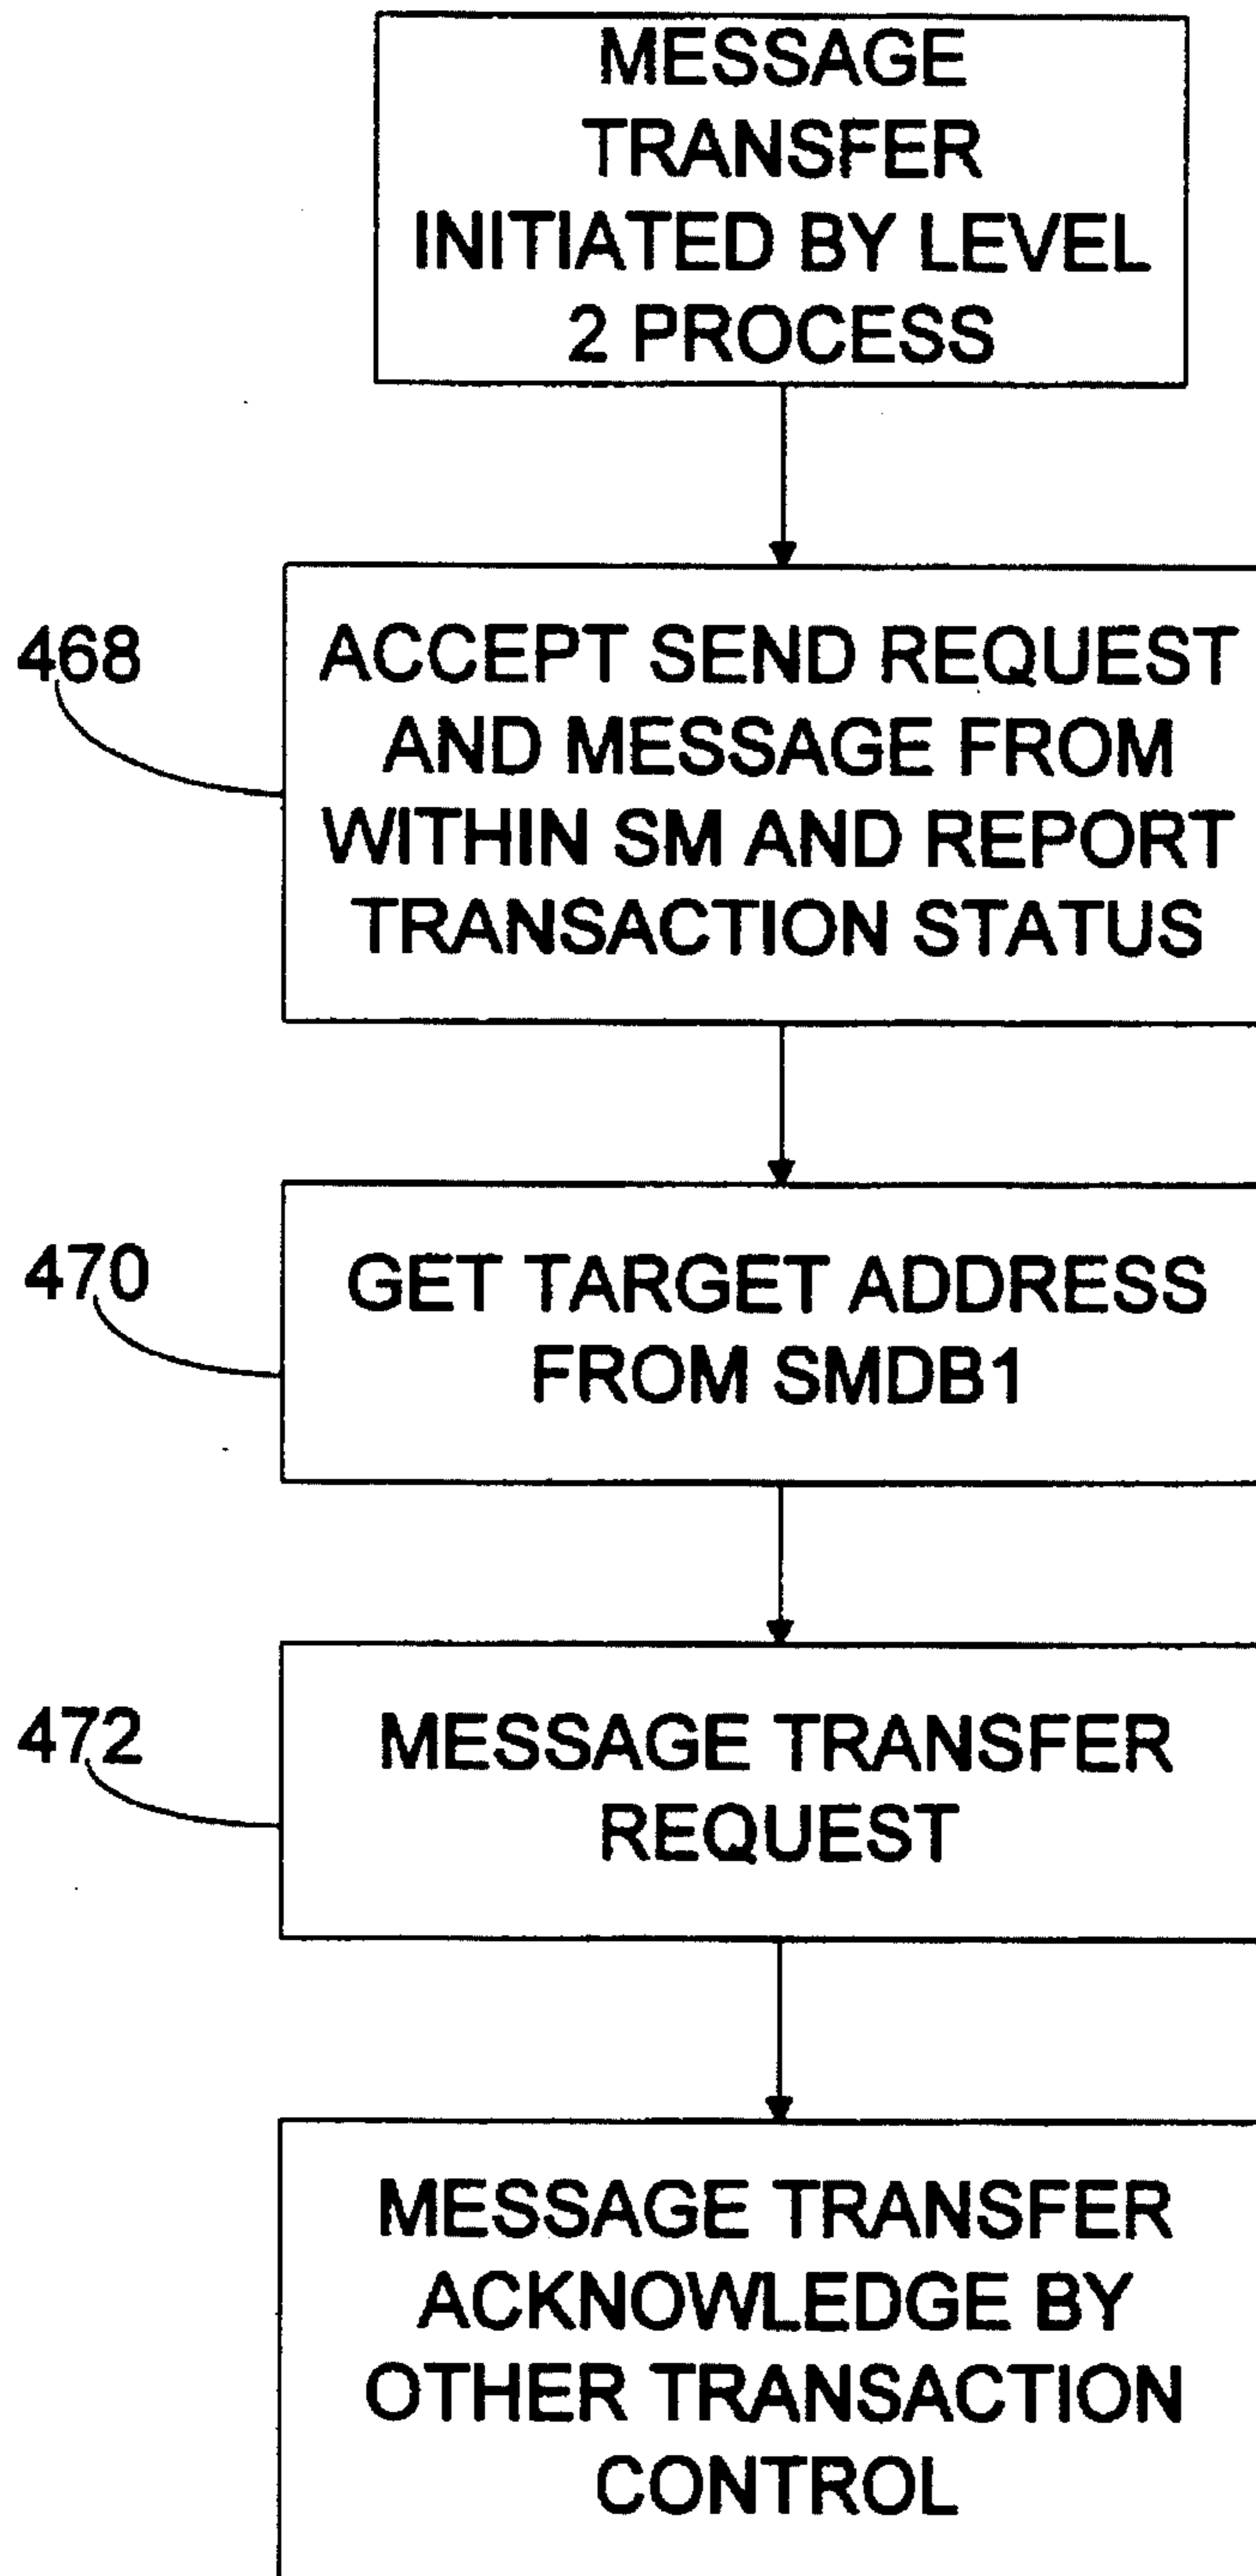 MESSAGE
TRANSFER
INITIATED BY LEVEL
2 PROCESS
468
ACCEPT SEND REQUEST
AND MESSAGE FROM
WITHIN SM AND REPORT
TRANSACTION STATUS
470
GET TARGET ADDRESS
FROM SMDB1
472
MESSAGE TRANSFER
REQUEST
MESSAGE TRANSFER
ACKNOWLEDGE BY
OTHER TRANSACTION
CONTROL